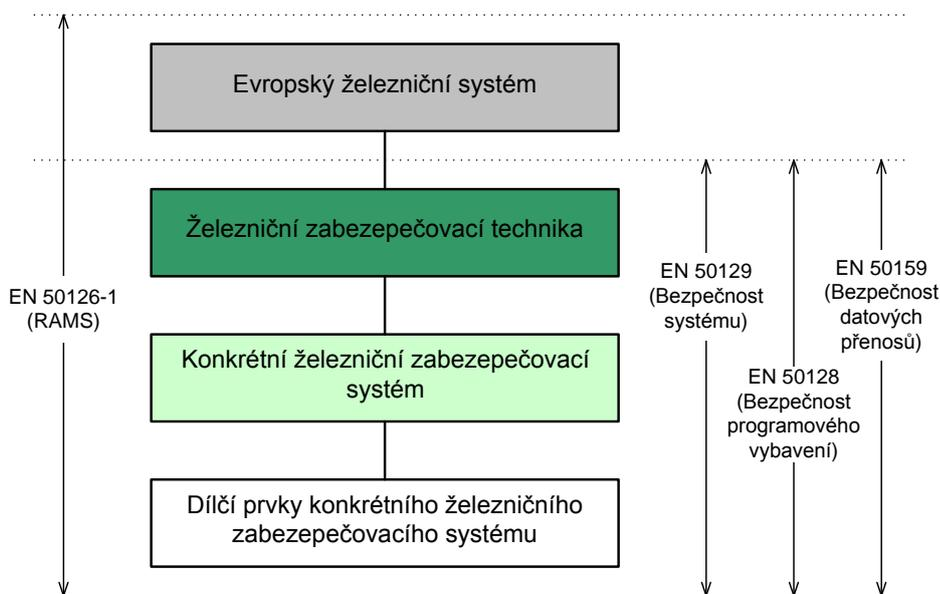 Evropský železniční systém
Železniční zabezepečovací technika
EN 50126-1
(RAMS)
Konkrétní železniční zabezepečovací
systém
Dílčí prvky konkrétního železničního
zabezepečovacího systému
EN 50129
(Bezpečnost
systému)
EN 50128
(Bezpečnost
programového
vybavení)
EN 50159
(Bezpečnost
datových
přenosů)